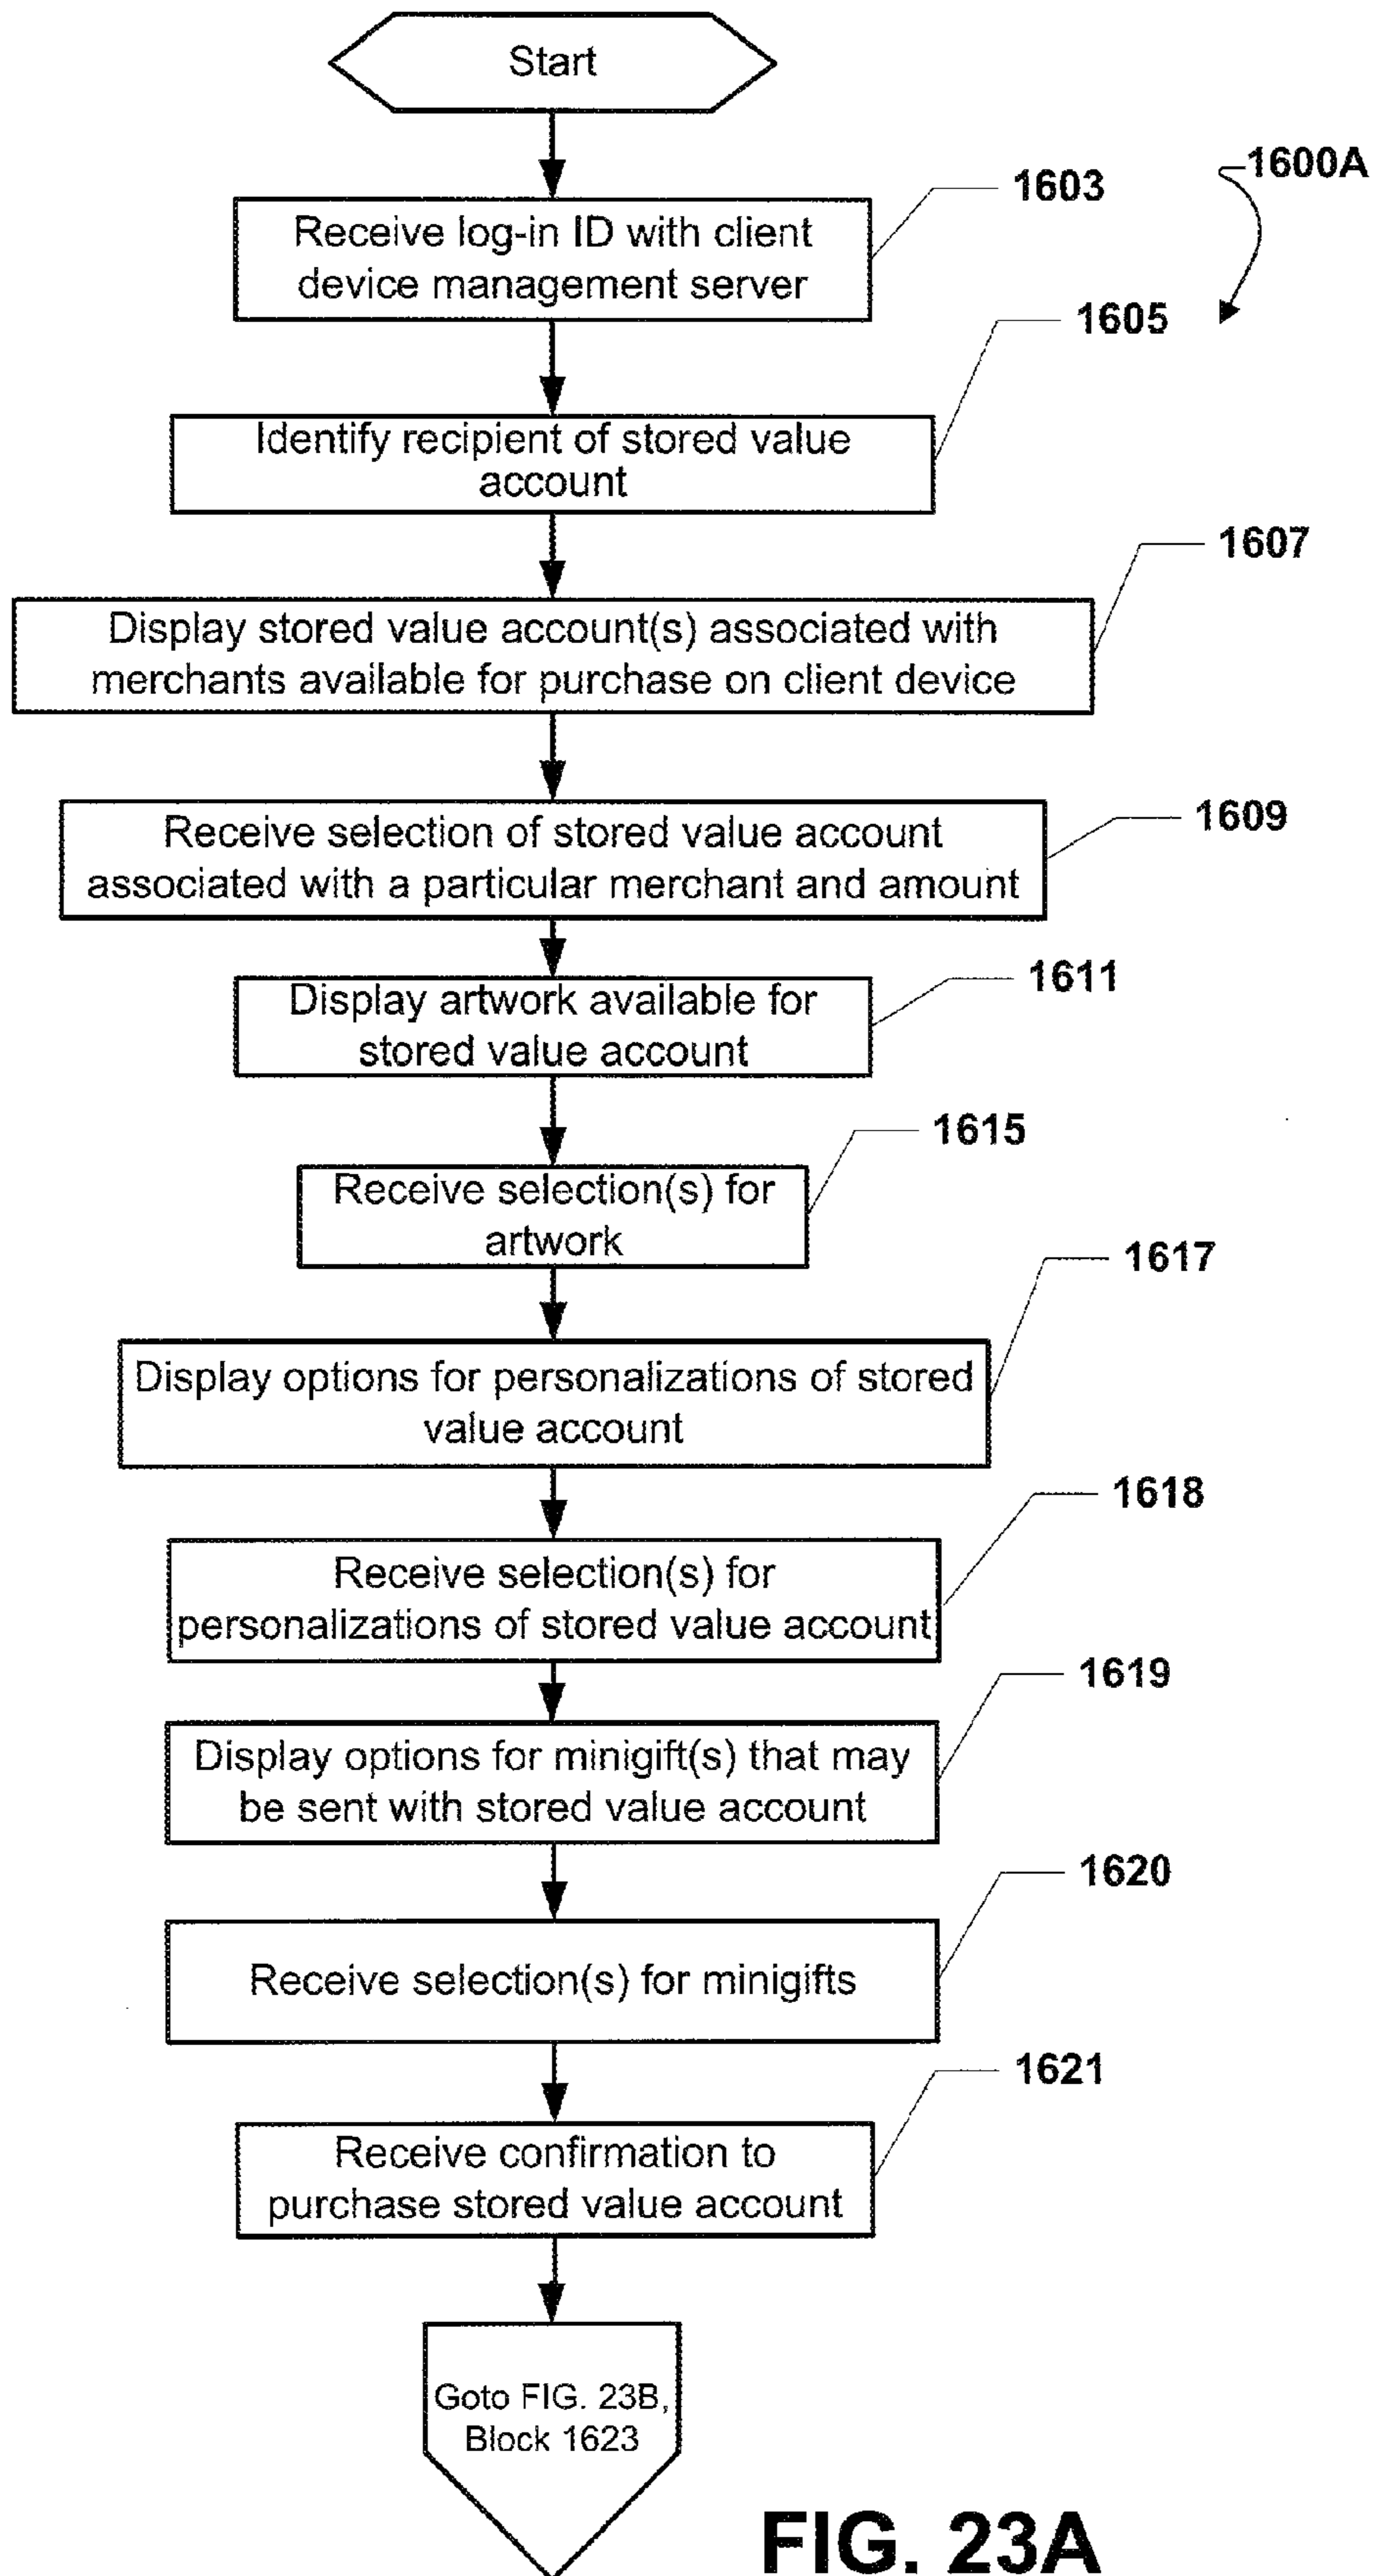 Start
1600A
1603
Receive log-in ID with client
device management server
1605
Identify recipient of stored value
account
1607
Display stored value account(s) associated with
merchants available for purchase on client device
1609
Receive selection of stored value account
associated with a particular merchant and amount
1611
Display artwork available for
stored value account
1615
Receive selection(s) for
artwork
1617
Display options for personalizations of stored
value account
1618
Receive selection(s) for
personalizations of stored value account
1619
Display options for minigift(s) that may
be sent with stored value account
1620
Receive selection(s) for minigifts
1621
Receive confirmation to
purchase stored value account
Goto FIG. 23B,
Block 1623
FIG. 23A